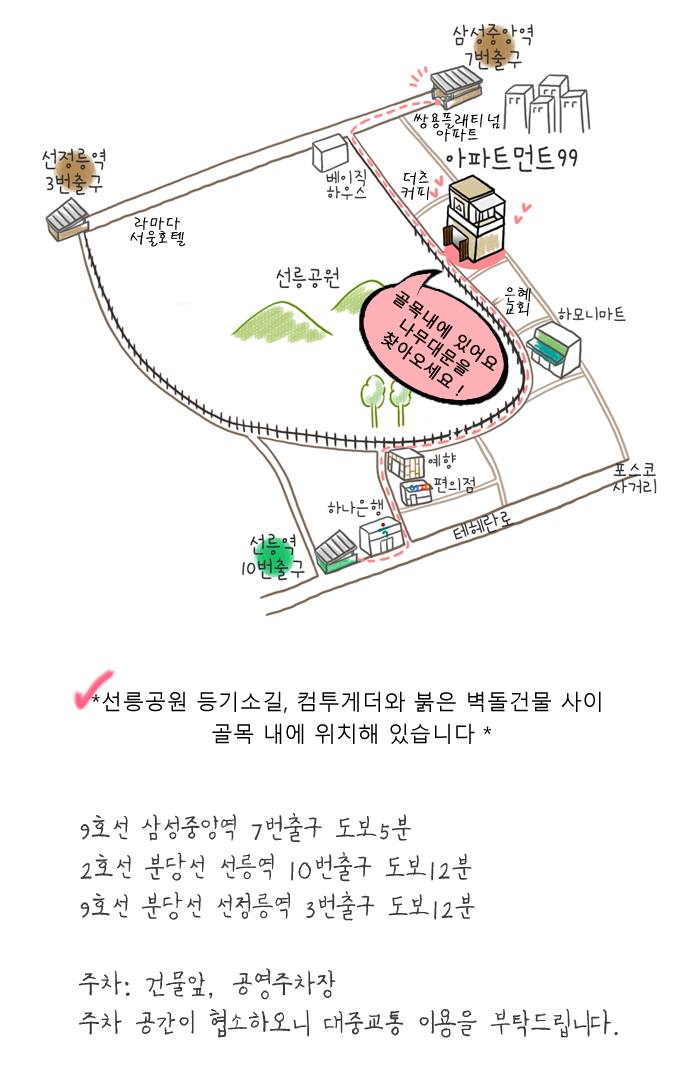 삼성중앙역
7번출구
쌍용플래티넘
아파트
아파트먼트99
선정릉역
3번출구
베이직
하우스
더츠
커피
라마다
서울호텔
선릉공원
은혜
교회
하모니마트
골목내에 있어요
나무대문을
찾아오세요!
예향
편의점
포스코
사거리
하나은행
테헤란로
선릉역
10번출구
*선릉공원 등기소길, 컴투게더와 붉은 벽돌건물 사이
골목 내에 위치해 있습니다 *
9호선 삼성중앙역 7번출구 도보5분
2호선 분당선 선릉역 10번출구 도보12분
9호선 분당선 선정릉역 3번출구 도보12분
주차: 건물앞, 공영주차장
주차 공간이 협소하오니 대중교통 이용을 부탁드립니다.